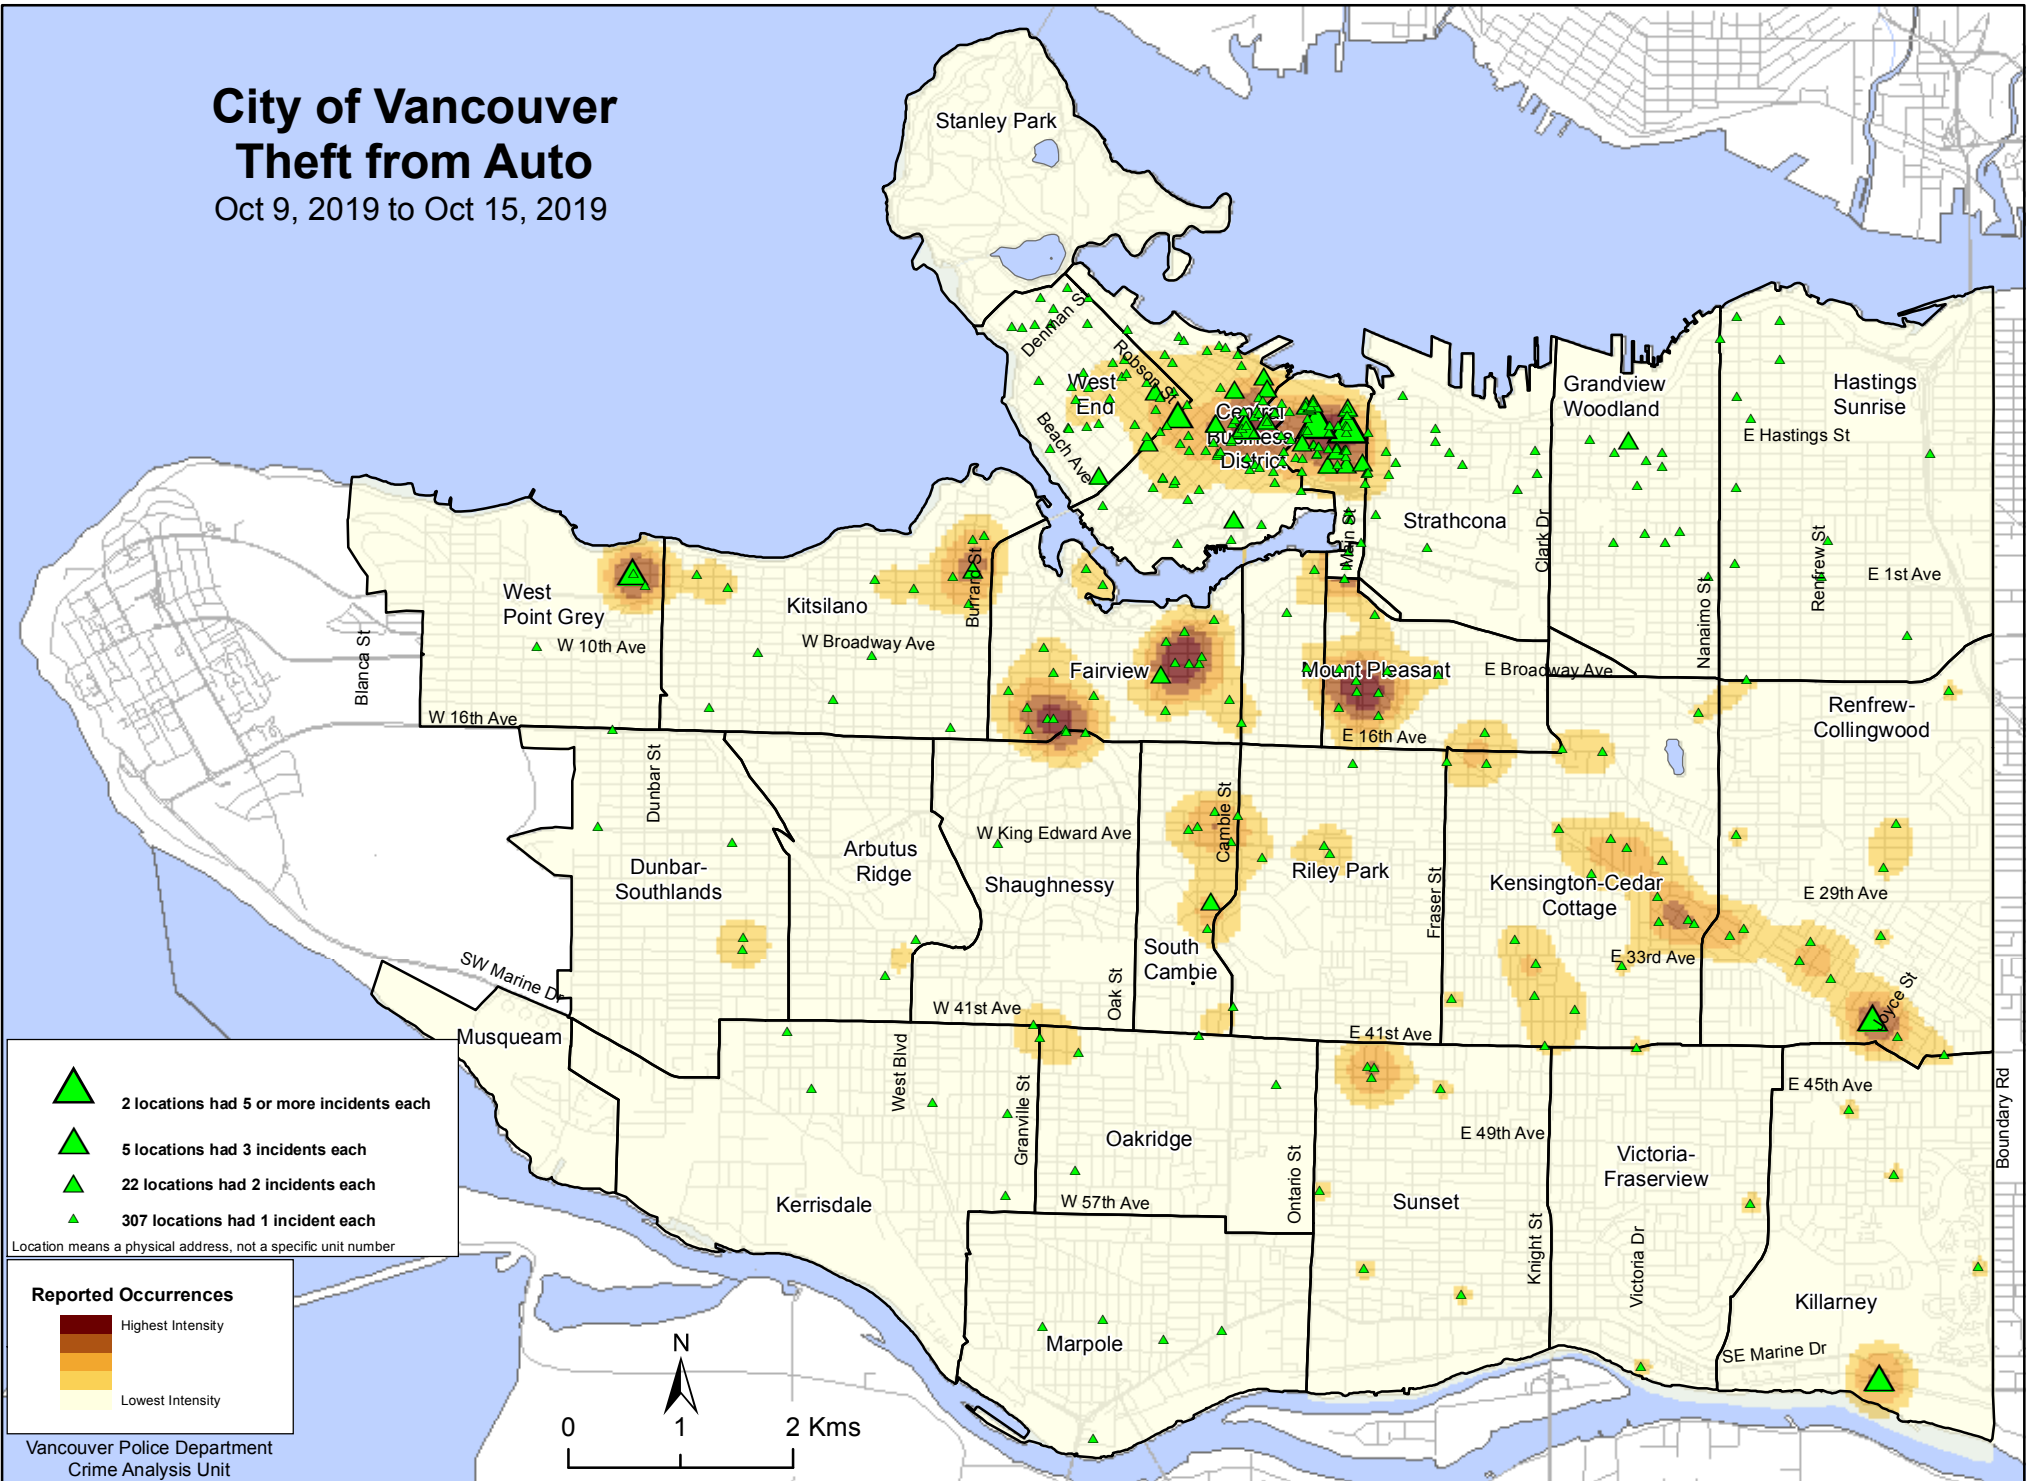 City of Vancouver
Theft from Auto
Oct 9, 2019 to Oct 15, 2019
Stanley Park
Denman St
Robson St
West
End
Beach Ave
Central
Business
District
Grandview
Woodland
Hastings
Sunrise
E Hastings St
Strathcona
Main St
Clark Dr
Nanaimo St
Renfrew St
E 1st Ave
West
Point Grey
Kitsilano
Burrard St
Blanca St
W 10th Ave
W Broadway Ave
Fairview
Mount Pleasant
E Broadway Ave
Renfrew-
Collingwood
W 16th Ave
E 16th Ave
Dunbar St
Cambie St
W King Edward Ave
Arbutus
Ridge
Dunbar-
Southlands
Shaughnessy
Riley Park
Fraser St
Kensington-Cedar
Cottage
E 29th Ave
South
Cambie
E 33rd Ave
SW Marine Dr
Oak St
W 41st Ave
Joyce St
Musqueam
West Blvd
E 41st Ave
E 45th Ave
Boundary Rd
Granville St
Oakridge
E 49th Ave
Victoria-
Fraserview
Ontario St
Kerrisdale
W 57th Ave
Sunset
Knight St
Victoria Dr
Killarney
Marpole
SE Marine Dr
2 locations had 5 or more incidents each
5 locations had 3 incidents each
22 locations had 2 incidents each
307 locations had 1 incident each
Location means a physical address, not a specific unit number
Reported Occurrences
Highest Intensity
Lowest Intensity
Vancouver Police Department
Crime Analysis Unit
N
0 1 2 Kms